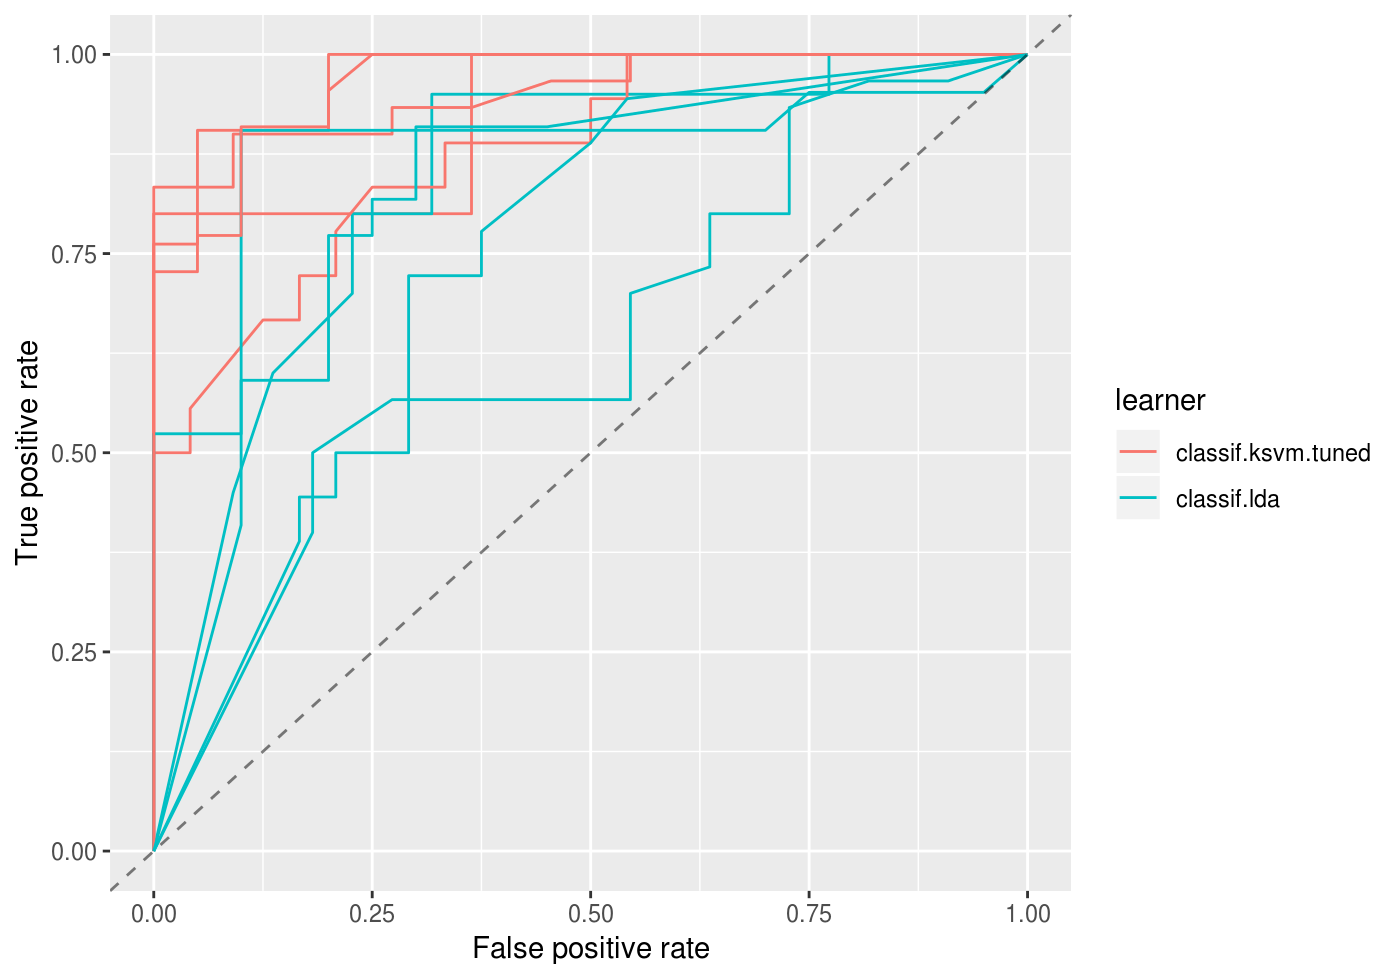 1.00
0.75
0.50
0.25
0.00
True positive rate
0.00 0.25 0.50 0.75 1.00
False positive rate
learner
classif.ksvm.tuned
classif.lda